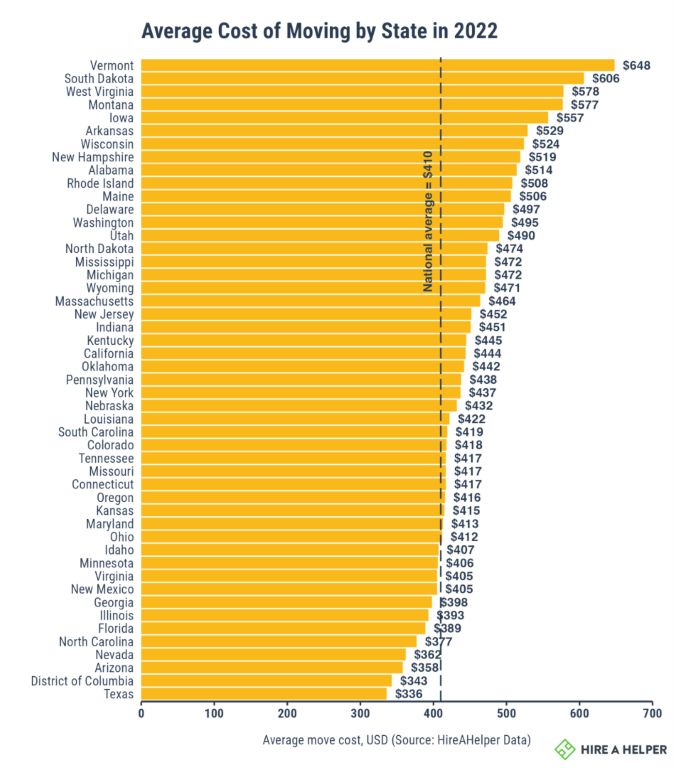 Average Cost of Moving by State in 2022
Vermont $648
South Dakota $606
West Virginia $578
Montana $577
Iowa $557
Arkansas $529
Wisconsin $524
New Hampshire $519
Alabama $514
Rhode Island $508
Maine $506
Delaware $497
Washington $495
Utah $490
North Dakota $474
Mississippi $472
Michigan $472
Wyoming $471
Massachusetts $464
New Jersey $452
Indiana $451
Kentucky $445
California $444
Oklahoma $442
Pennsylvania $438
New York $437
Nebraska $432
Louisiana $422
South Carolina $419
Colorado $418
Tennessee $417
Missouri $417
Connecticut $417
Oregon $416
Kansas $415
Maryland $413
Ohio $412
Idaho $407
Minnesota $406
Virginia $405
New Mexico $405
Georgia $398
Illinois $393
Florida $389
North Carolina $377
Nevada $362
Arizona $358
District of Columbia $343
Texas $336
National average = $410
0 100 200 300 400 500 600 700
Average move cost, USD (Source: HireAHelper Data)
HIRE A HELPER